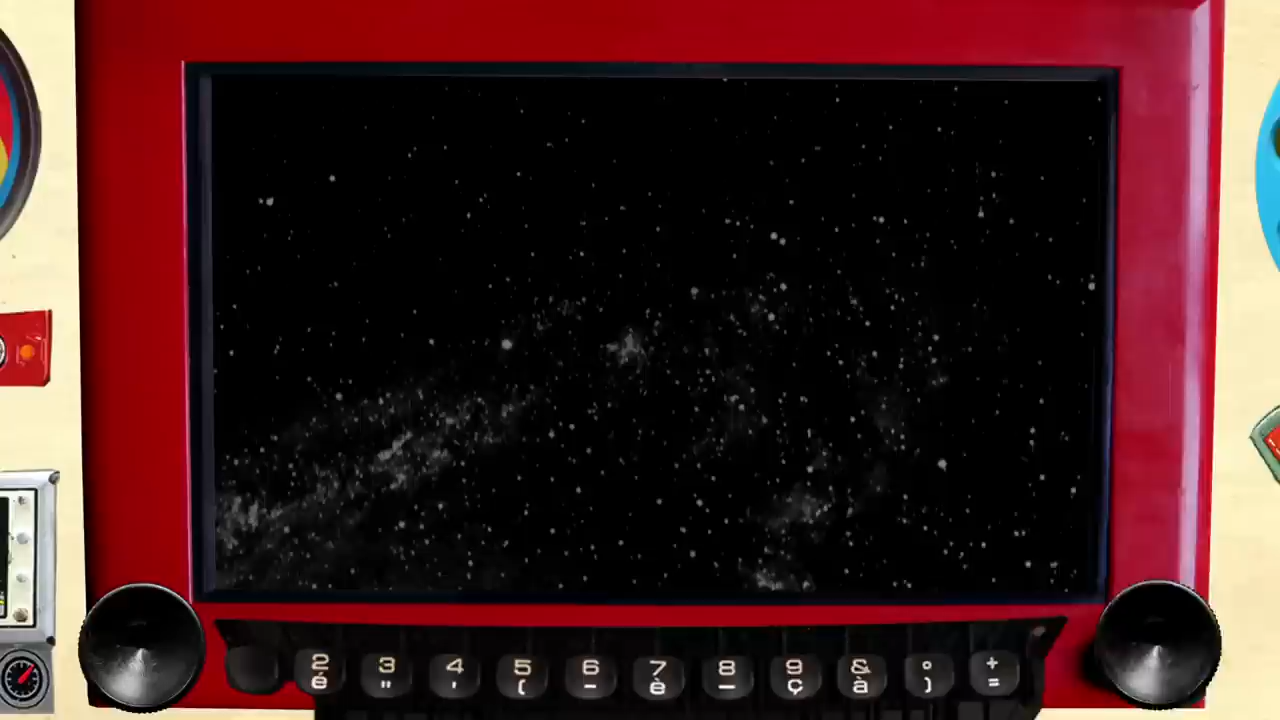 2 3 4 5 6 7 8 9 & ° +
é " ' ( - è _ ç à ) =